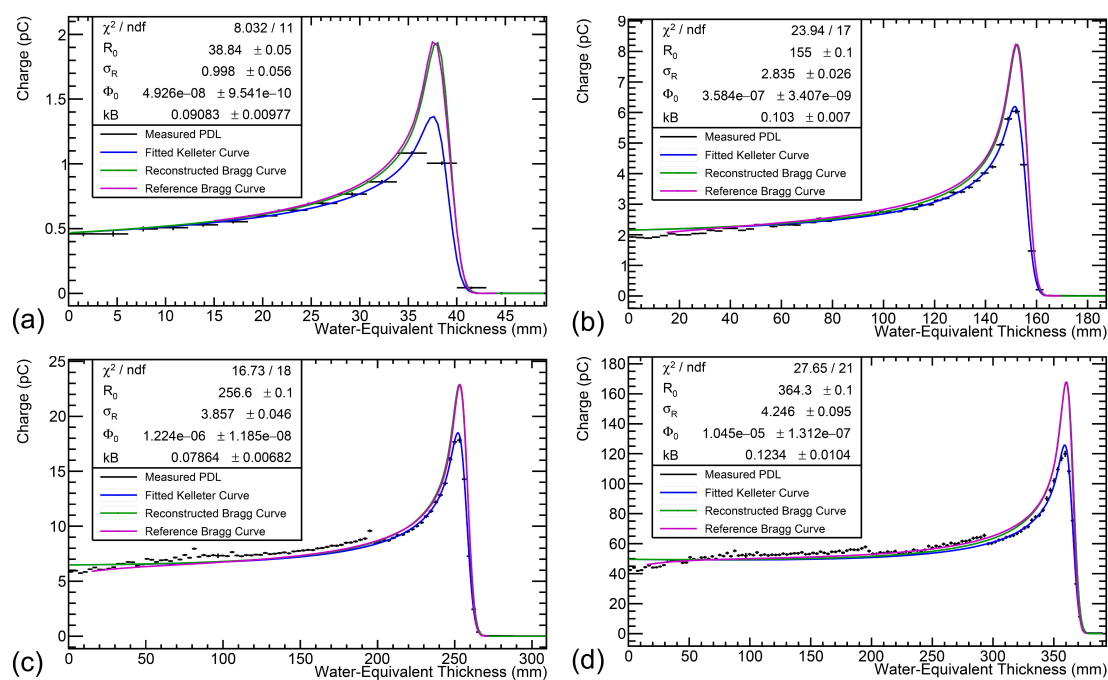 Charge (pC)
χ² / ndf 8.032 / 11
R₀ 38.84 ± 0.05
σ_R 0.998 ± 0.056
Φ₀ 4.926e–08 ± 9.541e–10
kB 0.09083 ± 0.00977
Measured PDL
Fitted Kelleter Curve
Reconstructed Bragg Curve
Reference Bragg Curve
2
1.5
1
0.5
0
0 5 10 15 20 25 30 35 40 45
Water-Equivalent Thickness (mm)
(a)
Charge (pC)
χ² / ndf 23.94 / 17
R₀ 155 ± 0.1
σ_R 2.835 ± 0.026
Φ₀ 3.584e–07 ± 3.407e–09
kB 0.103 ± 0.007
Measured PDL
Fitted Kelleter Curve
Reconstructed Bragg Curve
Reference Bragg Curve
9
8
7
6
5
4
3
2
1
0
0 20 40 60 80 100 120 140 160 180
Water-Equivalent Thickness (mm)
(b)
Charge (pC)
χ² / ndf 16.73 / 18
R₀ 256.6 ± 0.1
σ_R 3.857 ± 0.046
Φ₀ 1.224e–06 ± 1.185e–08
kB 0.07864 ± 0.00682
Measured PDL
Fitted Kelleter Curve
Reconstructed Bragg Curve
Reference Bragg Curve
25
20
15
10
5
0
0 50 100 150 200 250 300
Water-Equivalent Thickness (mm)
(c)
Charge (pC)
χ² / ndf 27.65 / 21
R₀ 364.3 ± 0.1
σ_R 4.246 ± 0.095
Φ₀ 1.045e–05 ± 1.312e–07
kB 0.1234 ± 0.0104
Measured PDL
Fitted Kelleter Curve
Reconstructed Bragg Curve
Reference Bragg Curve
180
160
140
120
100
80
60
40
20
0
0 50 100 150 200 250 300 350
Water-Equivalent Thickness (mm)
(d)